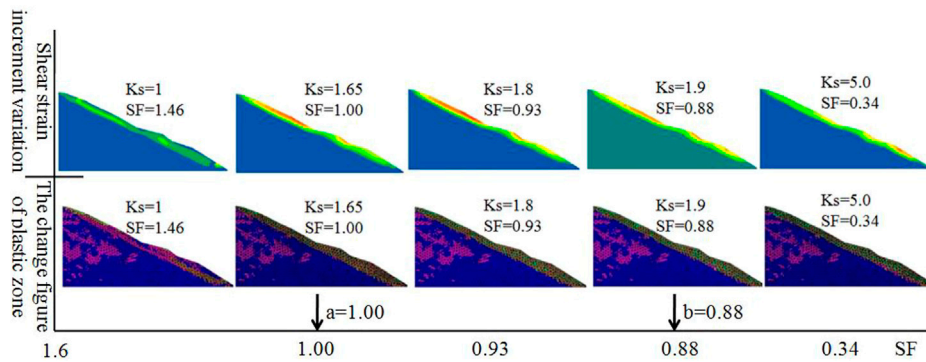 Shear strain
increment variation
Ks=1
SF=1.46
Ks=1.65
SF=1.00
Ks=1.8
SF=0.93
Ks=1.9
SF=0.88
Ks=5.0
SF=0.34
The change figure
of plastic zone
Ks=1
SF=1.46
Ks=1.65
SF=1.00
Ks=1.8
SF=0.93
Ks=1.9
SF=0.88
Ks=5.0
SF=0.34
a=1.00
b=0.88
1.6 1.00 0.93 0.88 0.34 SF